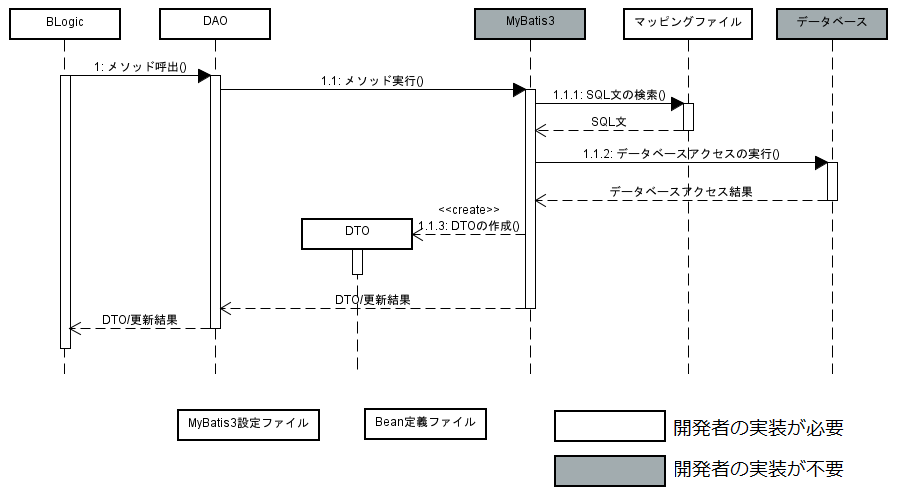 BLogic
DAO
MyBatis3
マッピングファイル
データベース
1: メソッド呼出()
1.1: メソッド実行()
1.1.1: SQL文の検索()
SQL文
1.1.2: データベースアクセスの実行()
データベースアクセス結果
<<create>>
1.1.3: DTOの作成()
DTO
DTO/更新結果
DTO/更新結果
MyBatis3設定ファイル
Bean定義ファイル
開発者の実装が必要
開発者の実装が不要